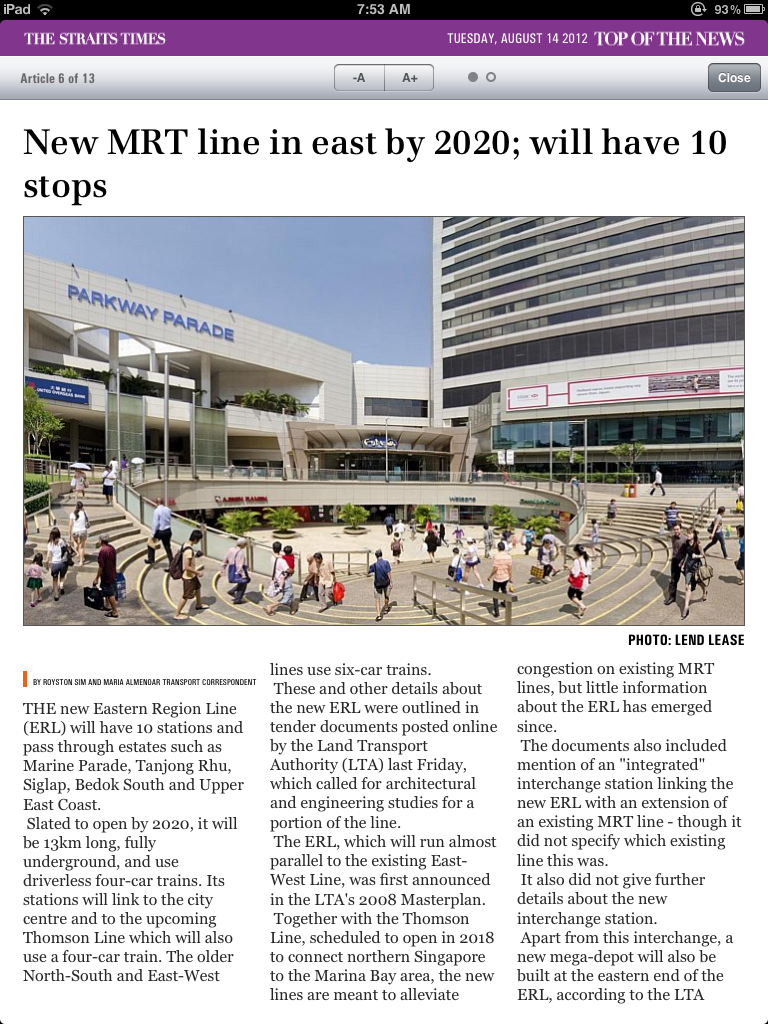 iPad
7:53 AM
93%
THE STRAITS TIMES
TUESDAY, AUGUST 14 2012 TOP OF THE NEWS
Article 6 of 13
-A
A+
Close
New MRT line in east by 2020; will have 10
stops
PARKWAY PARADE
UNITED OVERSEAS BANK
PHOTO: LEND LEASE
BY ROYSTON SIM AND MARIA ALMENOAR TRANSPORT CORRESPONDENT
THE new Eastern Region Line
(ERL) will have 10 stations and
pass through estates such as
Marine Parade, Tanjong Rhu,
Siglap, Bedok South and Upper
East Coast.
Slated to open by 2020, it will
be 13km long, fully
underground, and use
driverless four-car trains. Its
stations will link to the city
centre and to the upcoming
Thomson Line which will also
use a four-car train. The older
North-South and East-West
lines use six-car trains.
These and other details about
the new ERL were outlined in
tender documents posted online
by the Land Transport
Authority (LTA) last Friday,
which called for architectural
and engineering studies for a
portion of the line.
The ERL, which will run almost
parallel to the existing East-
West Line, was first announced
in the LTA's 2008 Masterplan.
Together with the Thomson
Line, scheduled to open in 2018
to connect northern Singapore
to the Marina Bay area, the new
lines are meant to alleviate
congestion on existing MRT
lines, but little information
about the ERL has emerged
since.
The documents also included
mention of an "integrated"
interchange station linking the
new ERL with an extension of
an existing MRT line - though it
did not specify which existing
line this was.
It also did not give further
details about the new
interchange station.
Apart from this interchange, a
new mega-depot will also be
built at the eastern end of the
ERL, according to the LTA